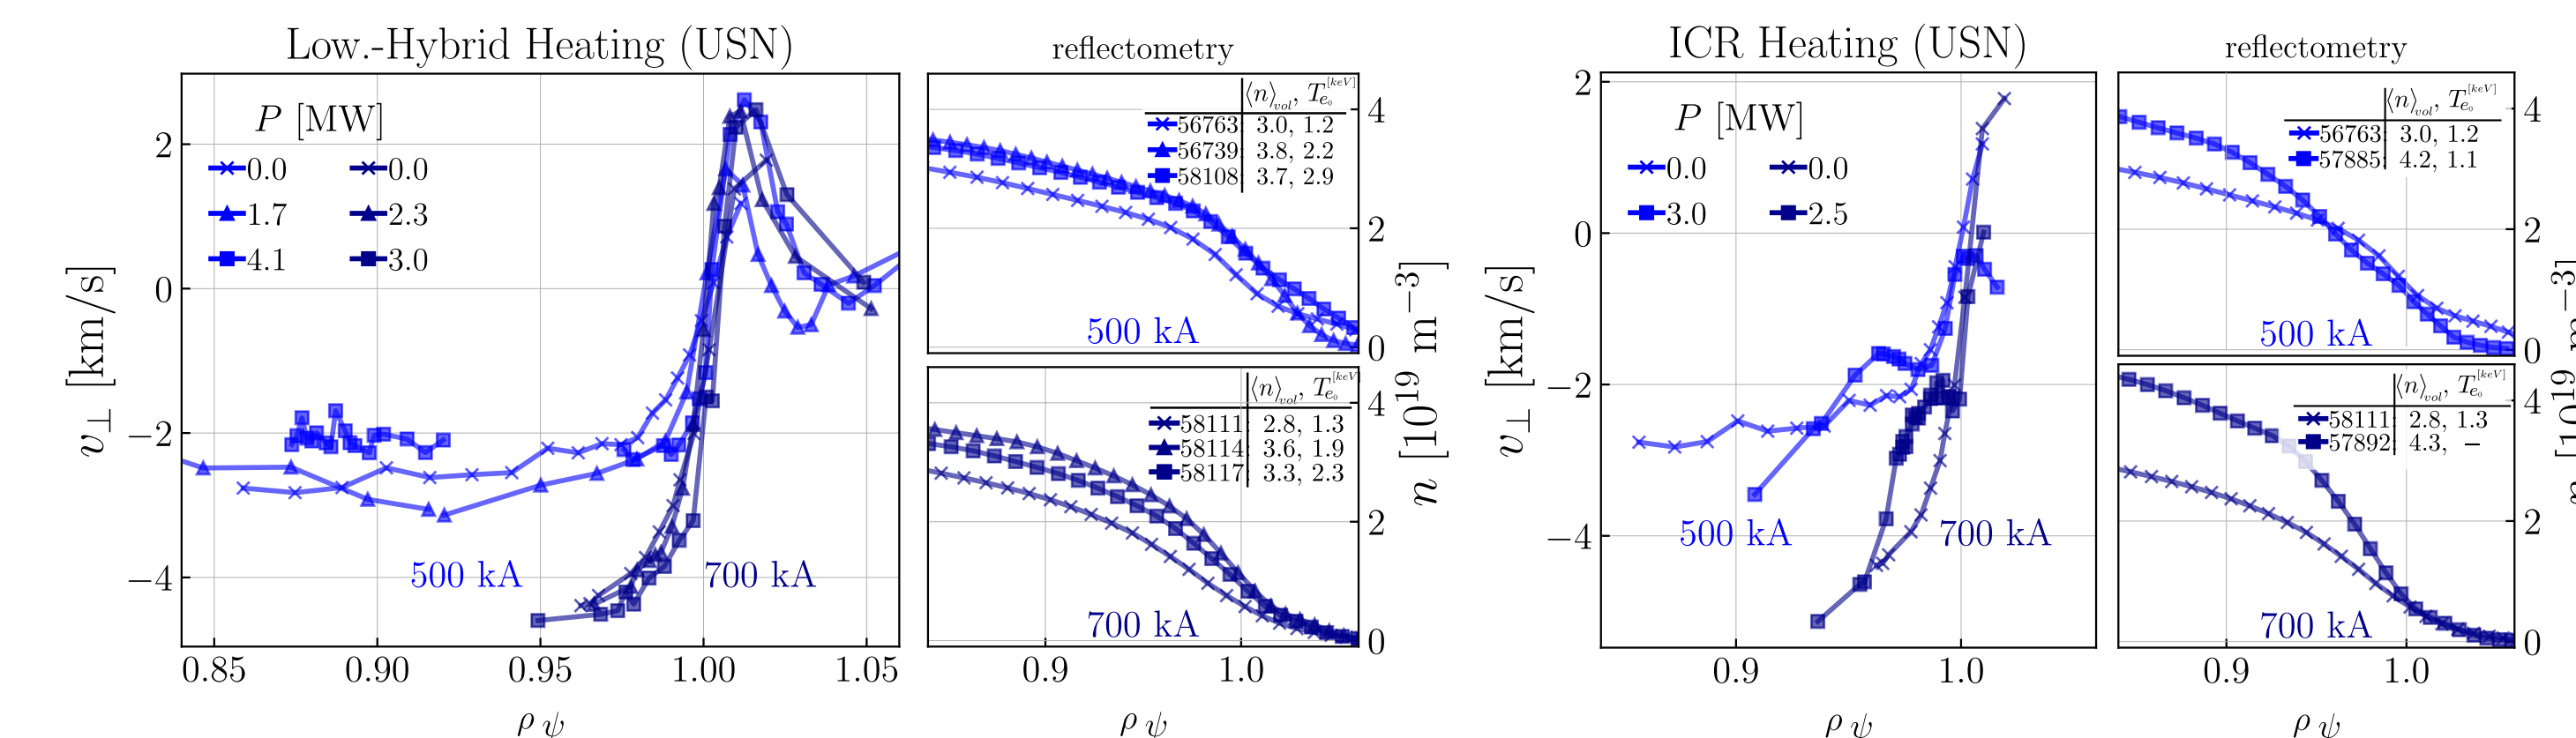 Low.-Hybrid Heating (USN)
P [MW]
0.0 0.0
1.7 2.3
4.1 3.0
500 kA 700 kA
v⊥ [km/s]
2
0
−2
−4
0.85 0.90 0.95 1.00 1.05
ρ ψ
reflectometry
⟨n⟩vol, Te0[keV]
56763: 3.0, 1.2
56739: 3.8, 2.2
58108: 3.7, 2.9
500 kA
4
2
0
⟨n⟩vol, Te0[keV]
58111: 2.8, 1.3
58114: 3.6, 1.9
58117: 3.3, 2.3
700 kA
4
2
0
n [10^19 m^−3]
0.9 1.0
ρ ψ
ICR Heating (USN)
P [MW]
0.0 0.0
3.0 2.5
500 kA 700 kA
v⊥ [km/s]
2
0
−2
−4
0.9 1.0
ρ ψ
reflectometry
⟨n⟩vol, Te0[keV]
56763: 3.0, 1.2
57885: 4.2, 1.1
500 kA
4
2
0
⟨n⟩vol, Te0[keV]
58111: 2.8, 1.3
57892: 4.3, −
700 kA
4
2
0
n [10^19 m^−3]
0.9 1.0
ρ ψ